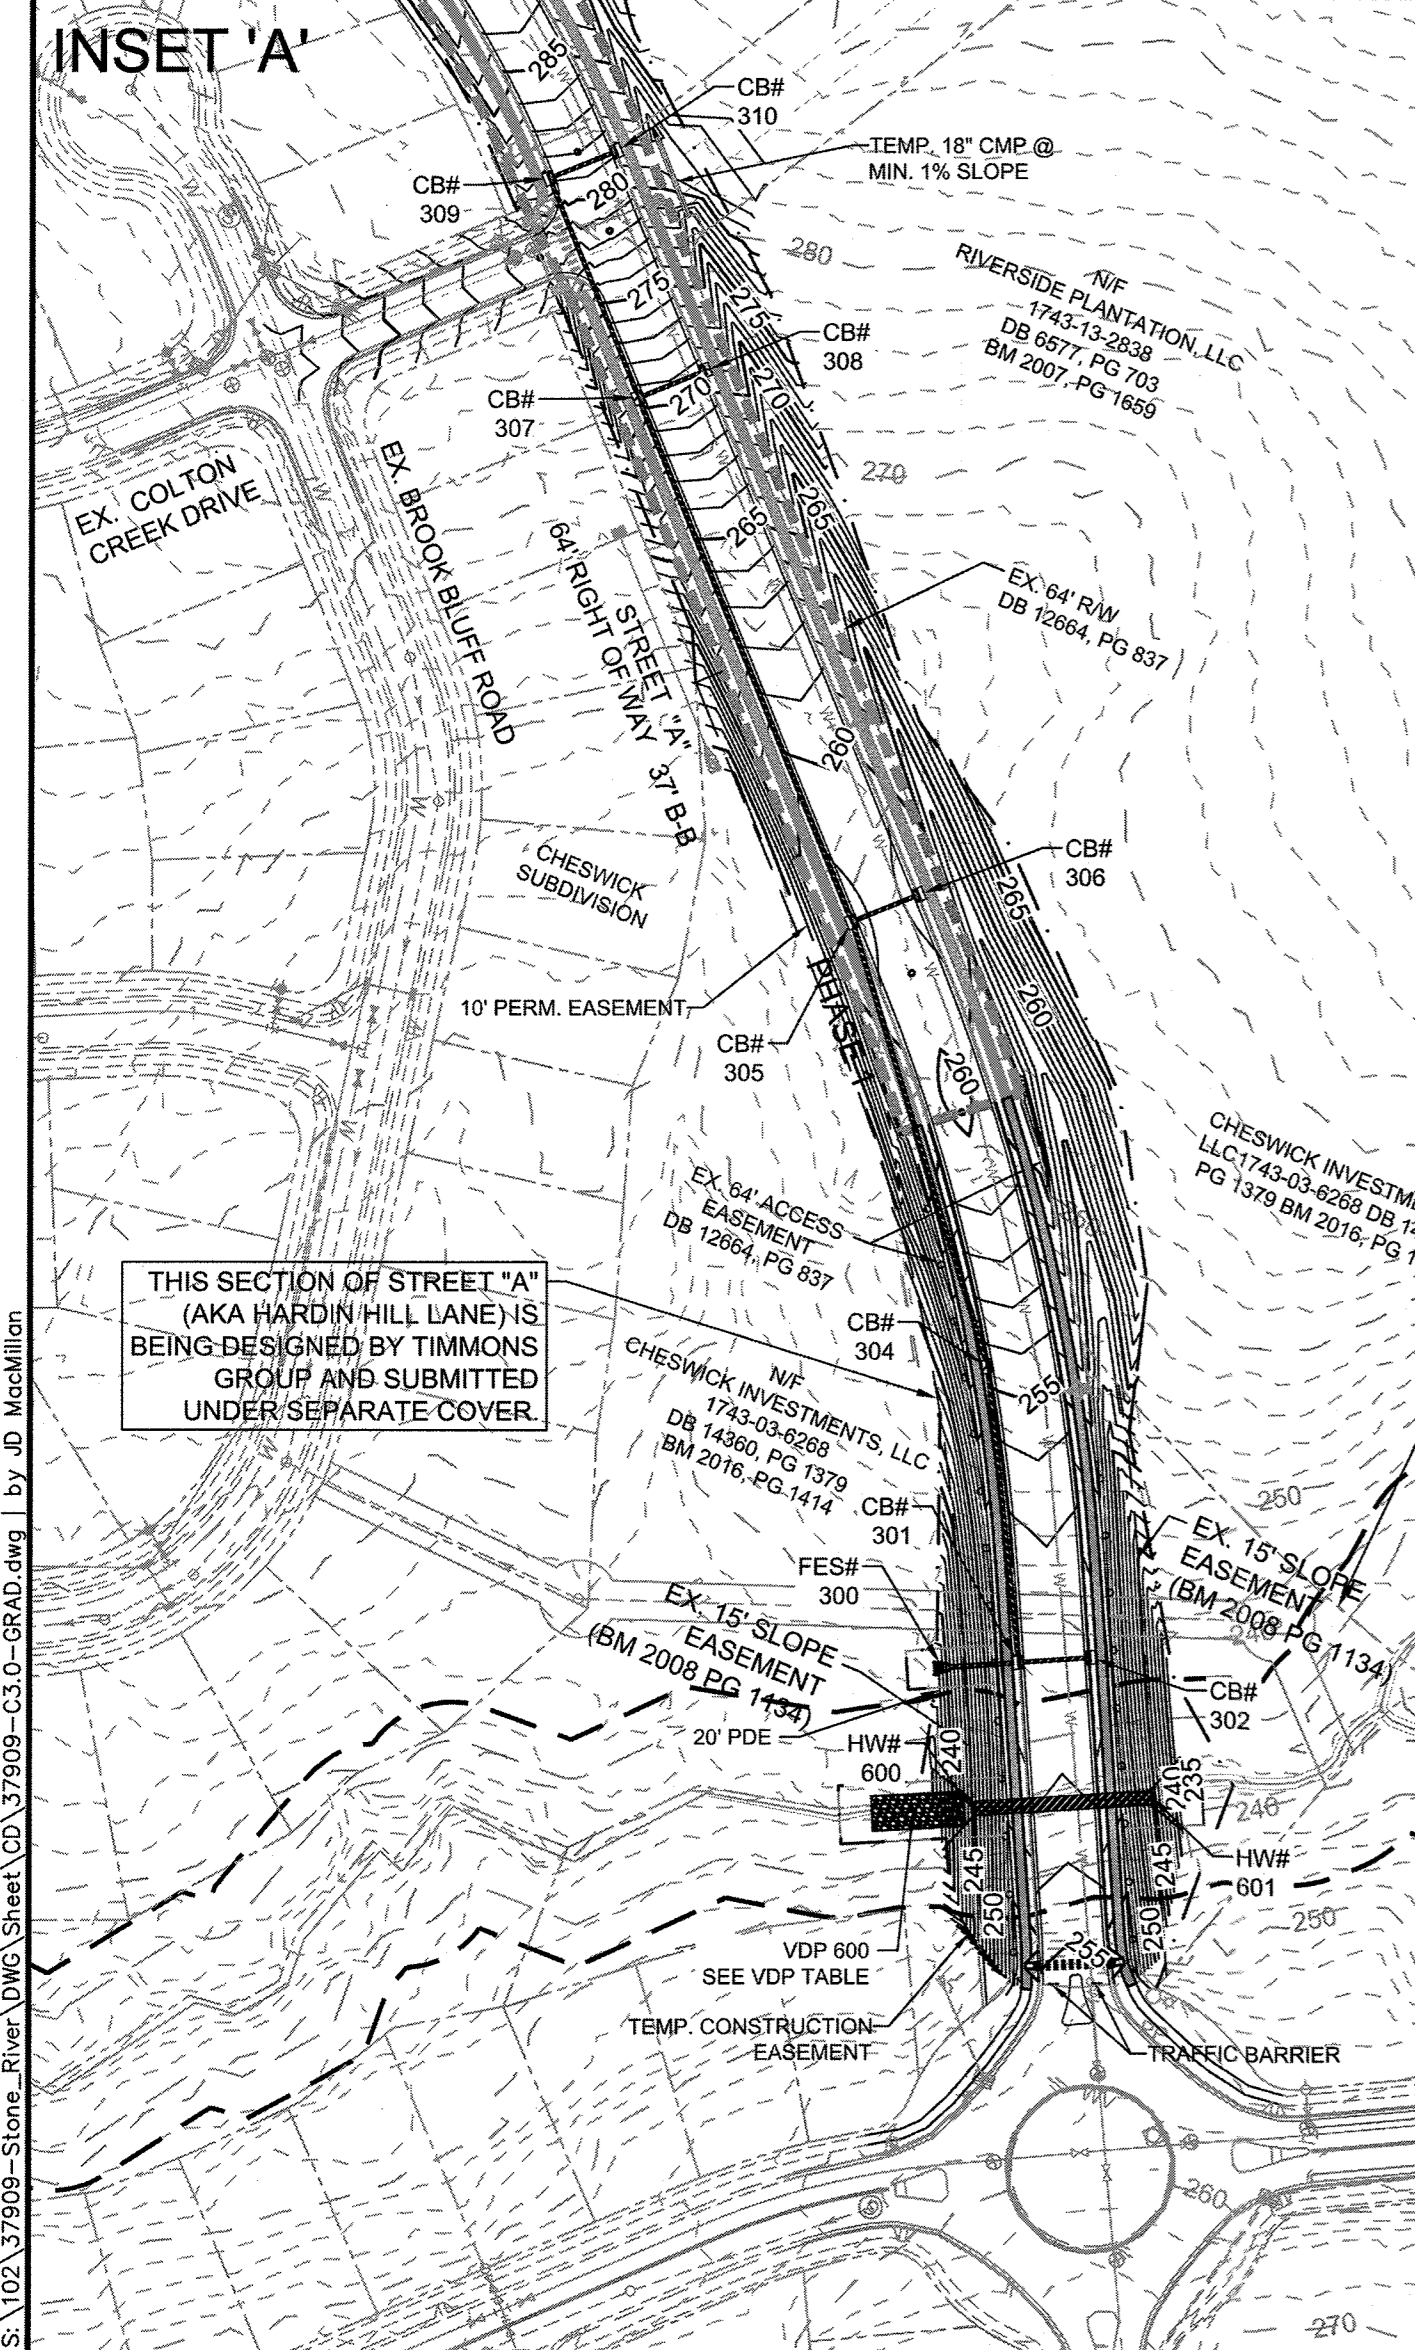 INSET 'A'
285
CB#
310
TEMP. 18" CMP @
MIN. 1% SLOPE
CB#
309
280
280
N/F
RIVERSIDE PLANTATION, LLC
1743-13-2838
DB 6577, PG 703
BM 2007, PG 1659
275
275
CB#
308
CB#
307
270
270
270
EX. COLTON
CREEK DRIVE
EX. BROOK BLUFF ROAD
265
265
STREET "A"
64' RIGHT OF WAY 37' B-B
EX. 64' R/W
DB 12664, PG 837
260
CHESWICK
SUBDIVISION
CB#
306
265
10' PERM. EASEMENT
PHASE 1
260
CB#
305
260
CHESWICK INVESTM
LLC1743-03-6268 DB 1
PG 1379 BM 2016, PG 1
EX. 64' ACCESS
EASEMENT
DB 12664, PG 837
260
THIS SECTION OF STREET "A"
(AKA HARDIN HILL LANE) IS
BEING DESIGNED BY TIMMONS
GROUP AND SUBMITTED
UNDER SEPARATE COVER.
CB#
304
N/F
CHESWICK INVESTMENTS, LLC
1743-03-6268
DB 14360, PG 1379
BM 2016, PG 1414
255
CB#
301
250
FES#
300
EX. 15' SLOPE
EASEMENT
(BM 2008 PG 1134)
EX. 15' SLOPE
EASEMENT
(BM 2008 PG 1134)
240
CB#
302
20' PDE
HW#
600
240
240
235
240
HW#
601
245
250
245
250
250
VDP 600
SEE VDP TABLE
255
TEMP. CONSTRUCTION
EASEMENT
TRAFFIC BARRIER
260
270
S:\102\37909-Stone_River\DWG\Sheet\CD\37909-C3.0-GRAD.dwg | by JD MacMillan